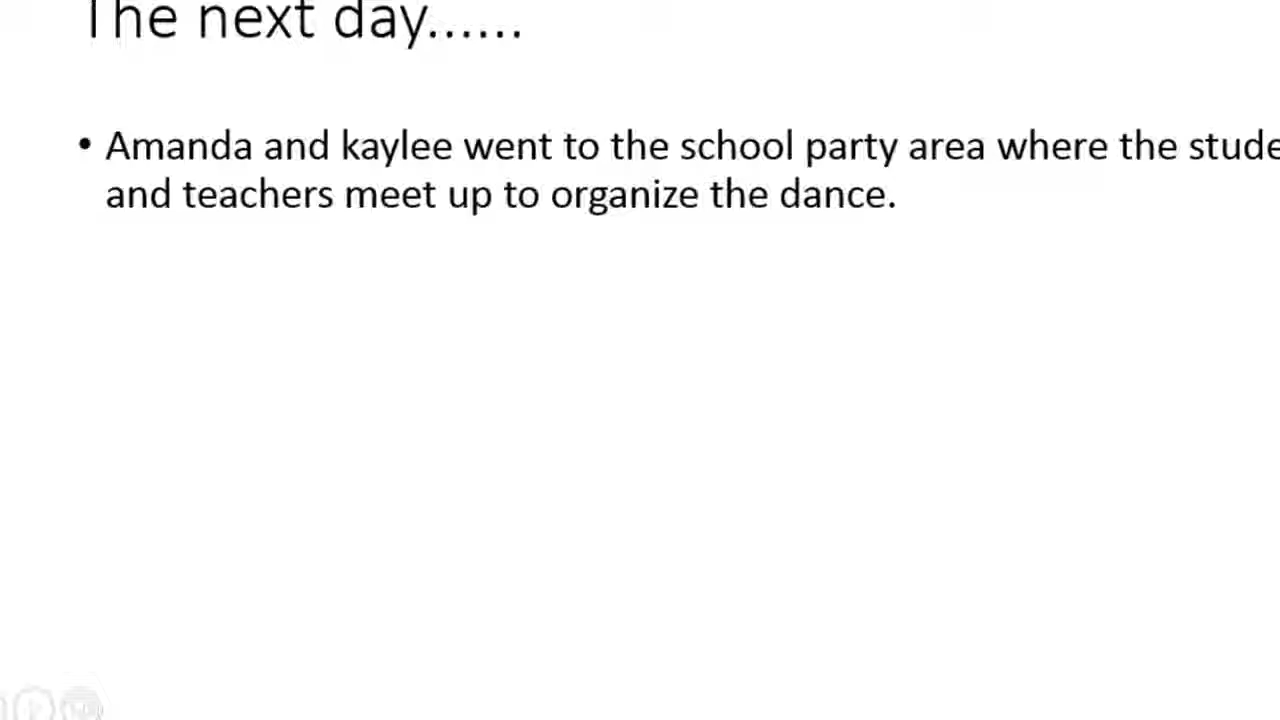 The next day......
• Amanda and kaylee went to the school party area where the
and teachers meet up to organize the dance.